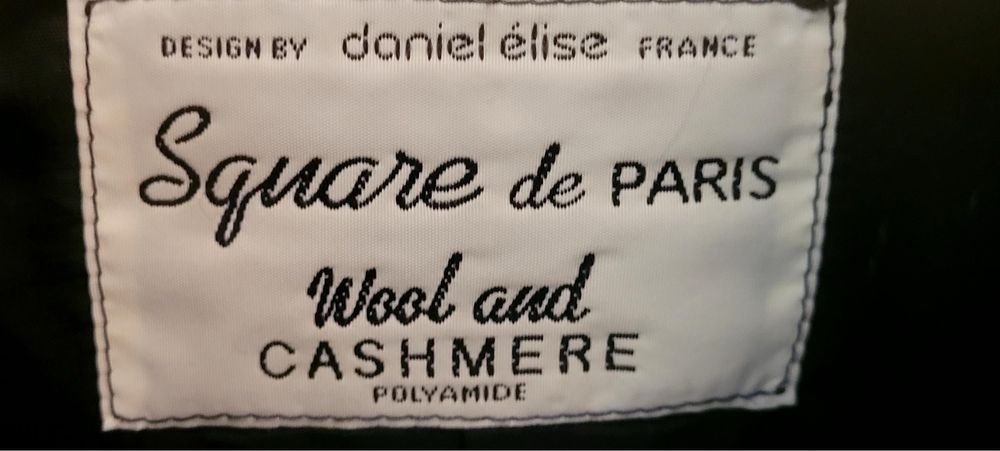 DESIGN BY daniel élise FRANCE
Square de PARIS
Wool and
CASHMERE
POLYAMIDE